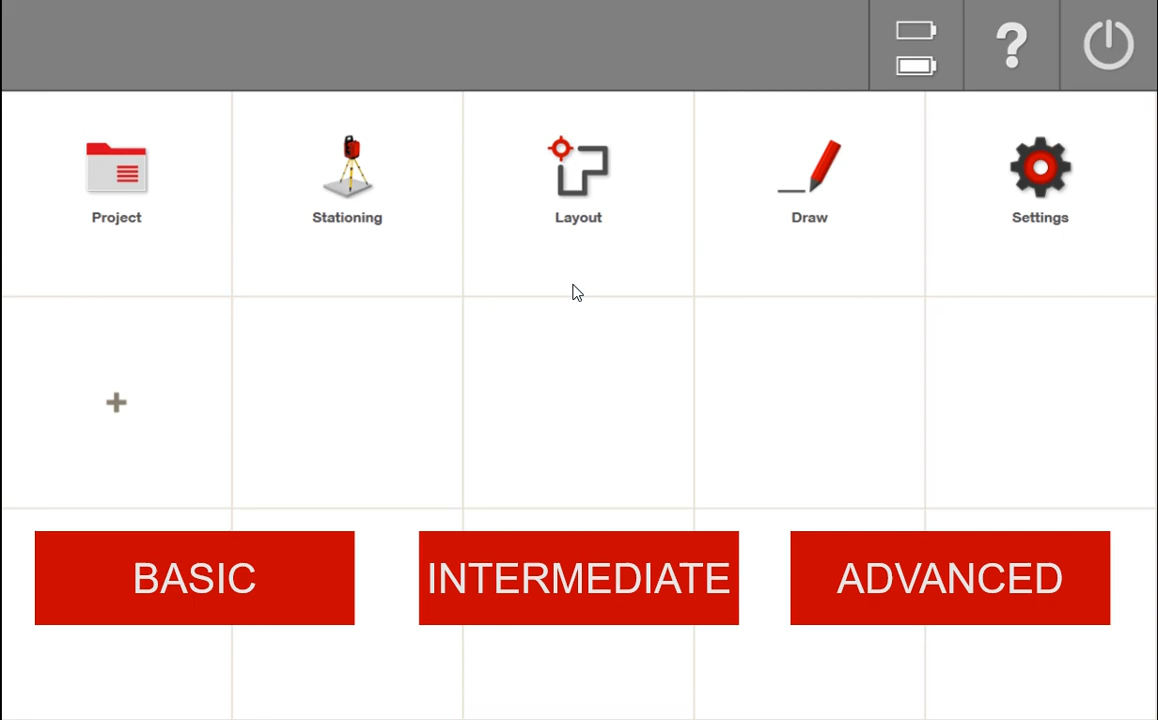 Project
Stationing
Layout
Draw
Settings
BASIC
INTERMEDIATE
ADVANCED